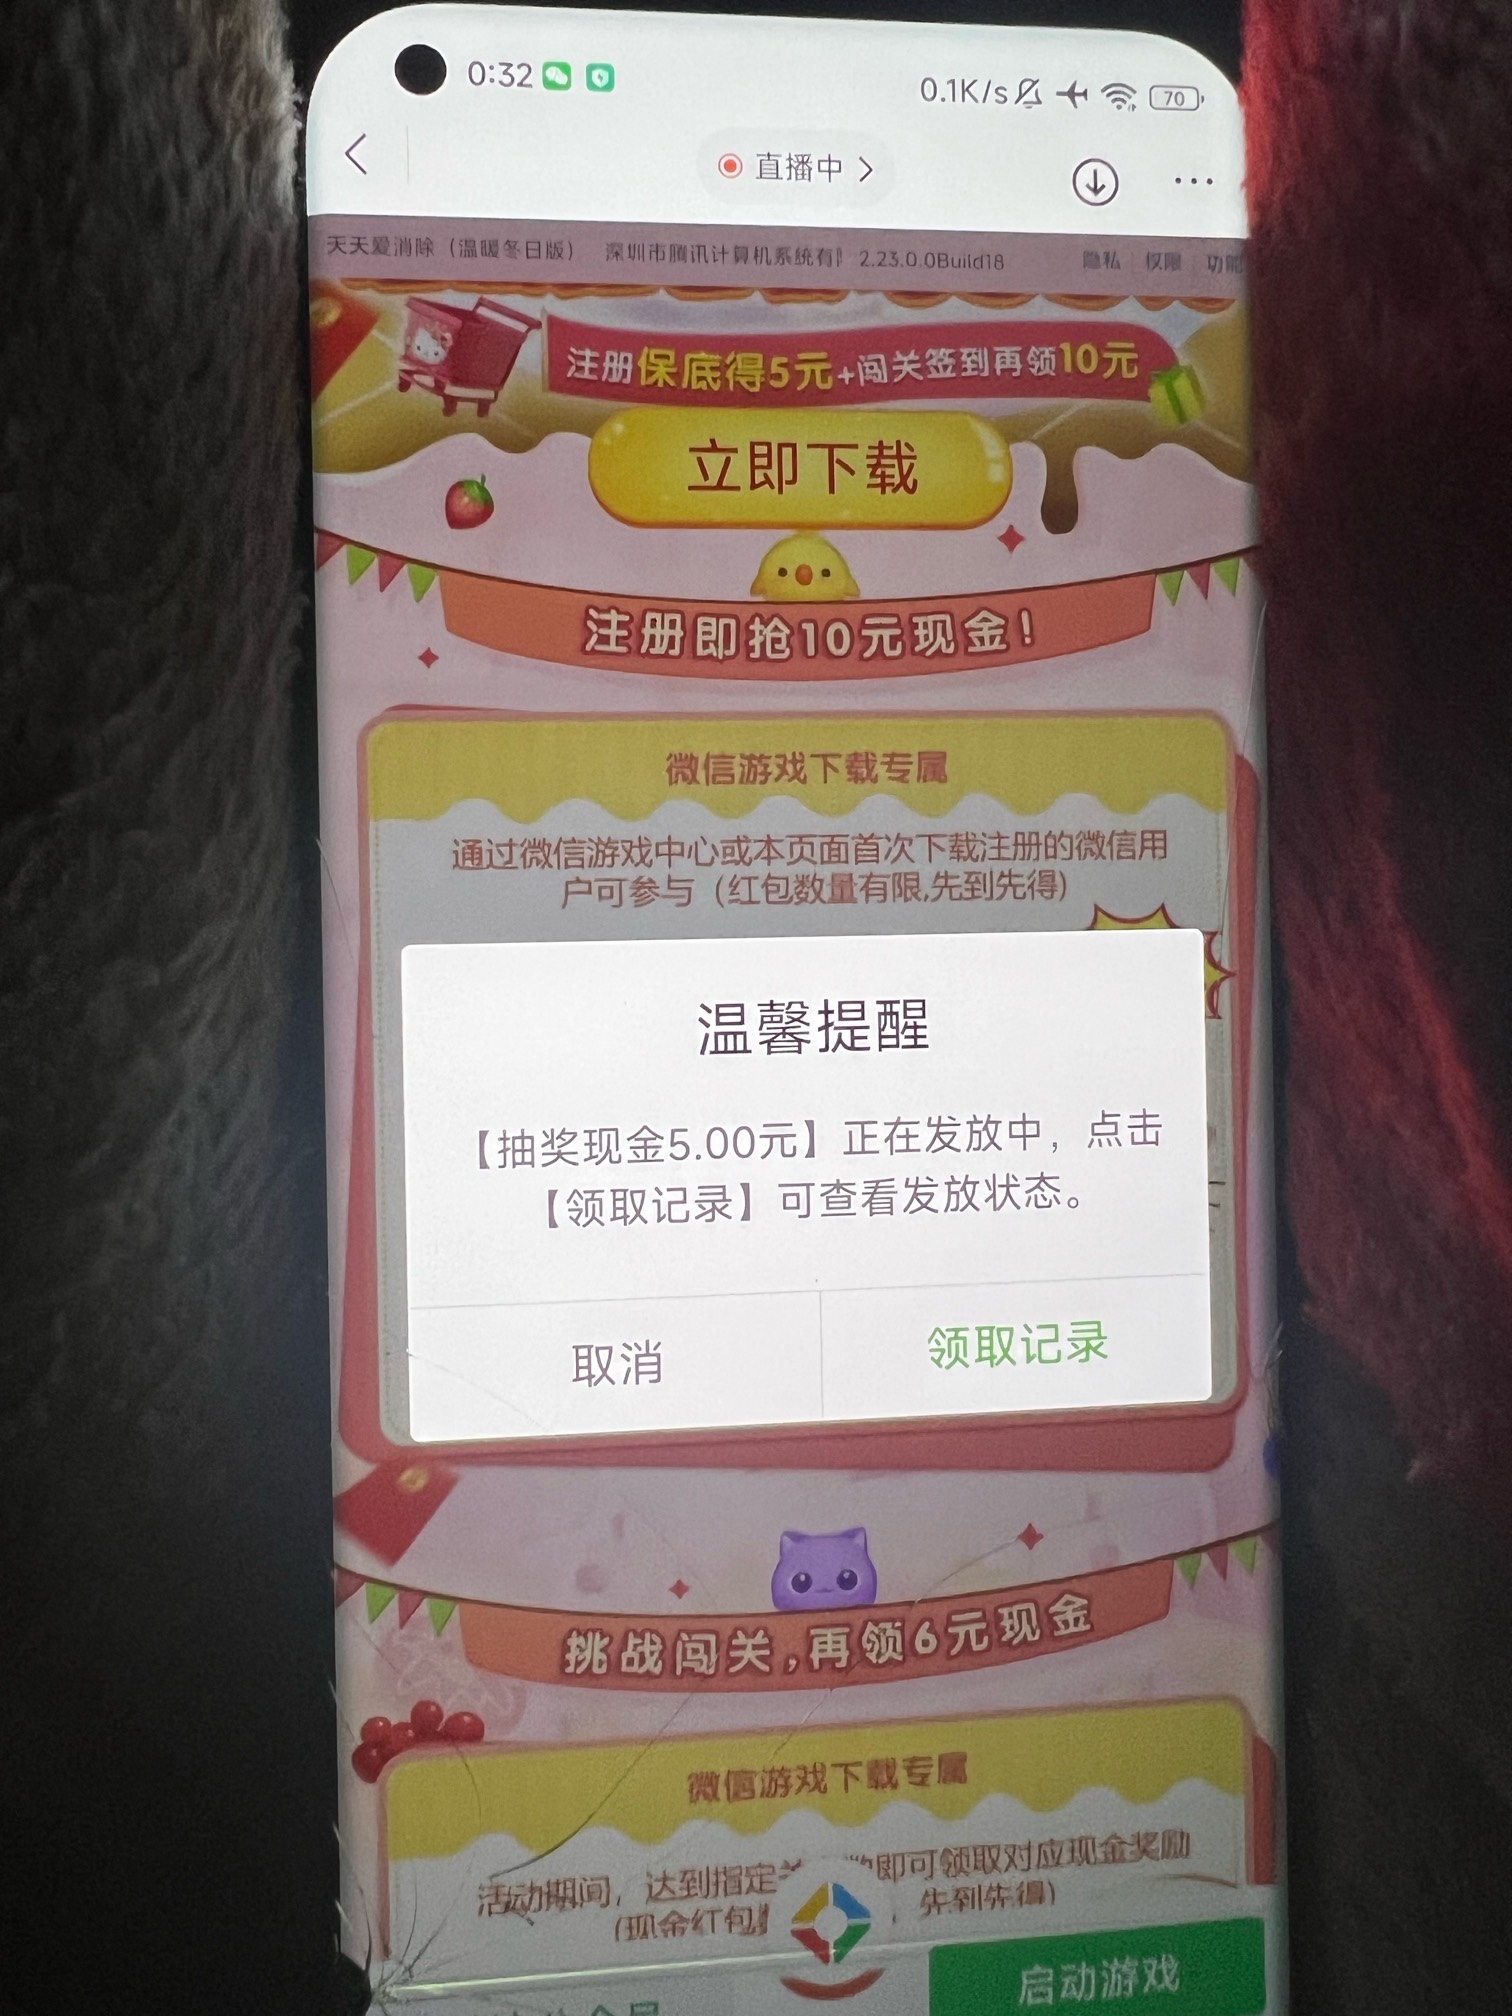 0:32
0.1K/s
70
直播中
天天爱消除（温暖冬日版） 深圳市腾讯计算机系统有 2.23.0.0Build18 隐私 权限 功能
注册保底得5元+闯关签到再领10元
立即下载
注册即抢10元现金！
微信游戏下载专属
通过微信游戏中心或本页面首次下载注册的微信用
户可参与（红包数量有限,先到先得）
温馨提醒
【抽奖现金5.00元】正在发放中，点击
【领取记录】可查看发放状态。
取消
领取记录
挑战闯关，再领6元现金
微信游戏下载专属
活动期间，达到指定 即可领取对应现金奖励
（现金红包 ，先到先得）
启动游戏